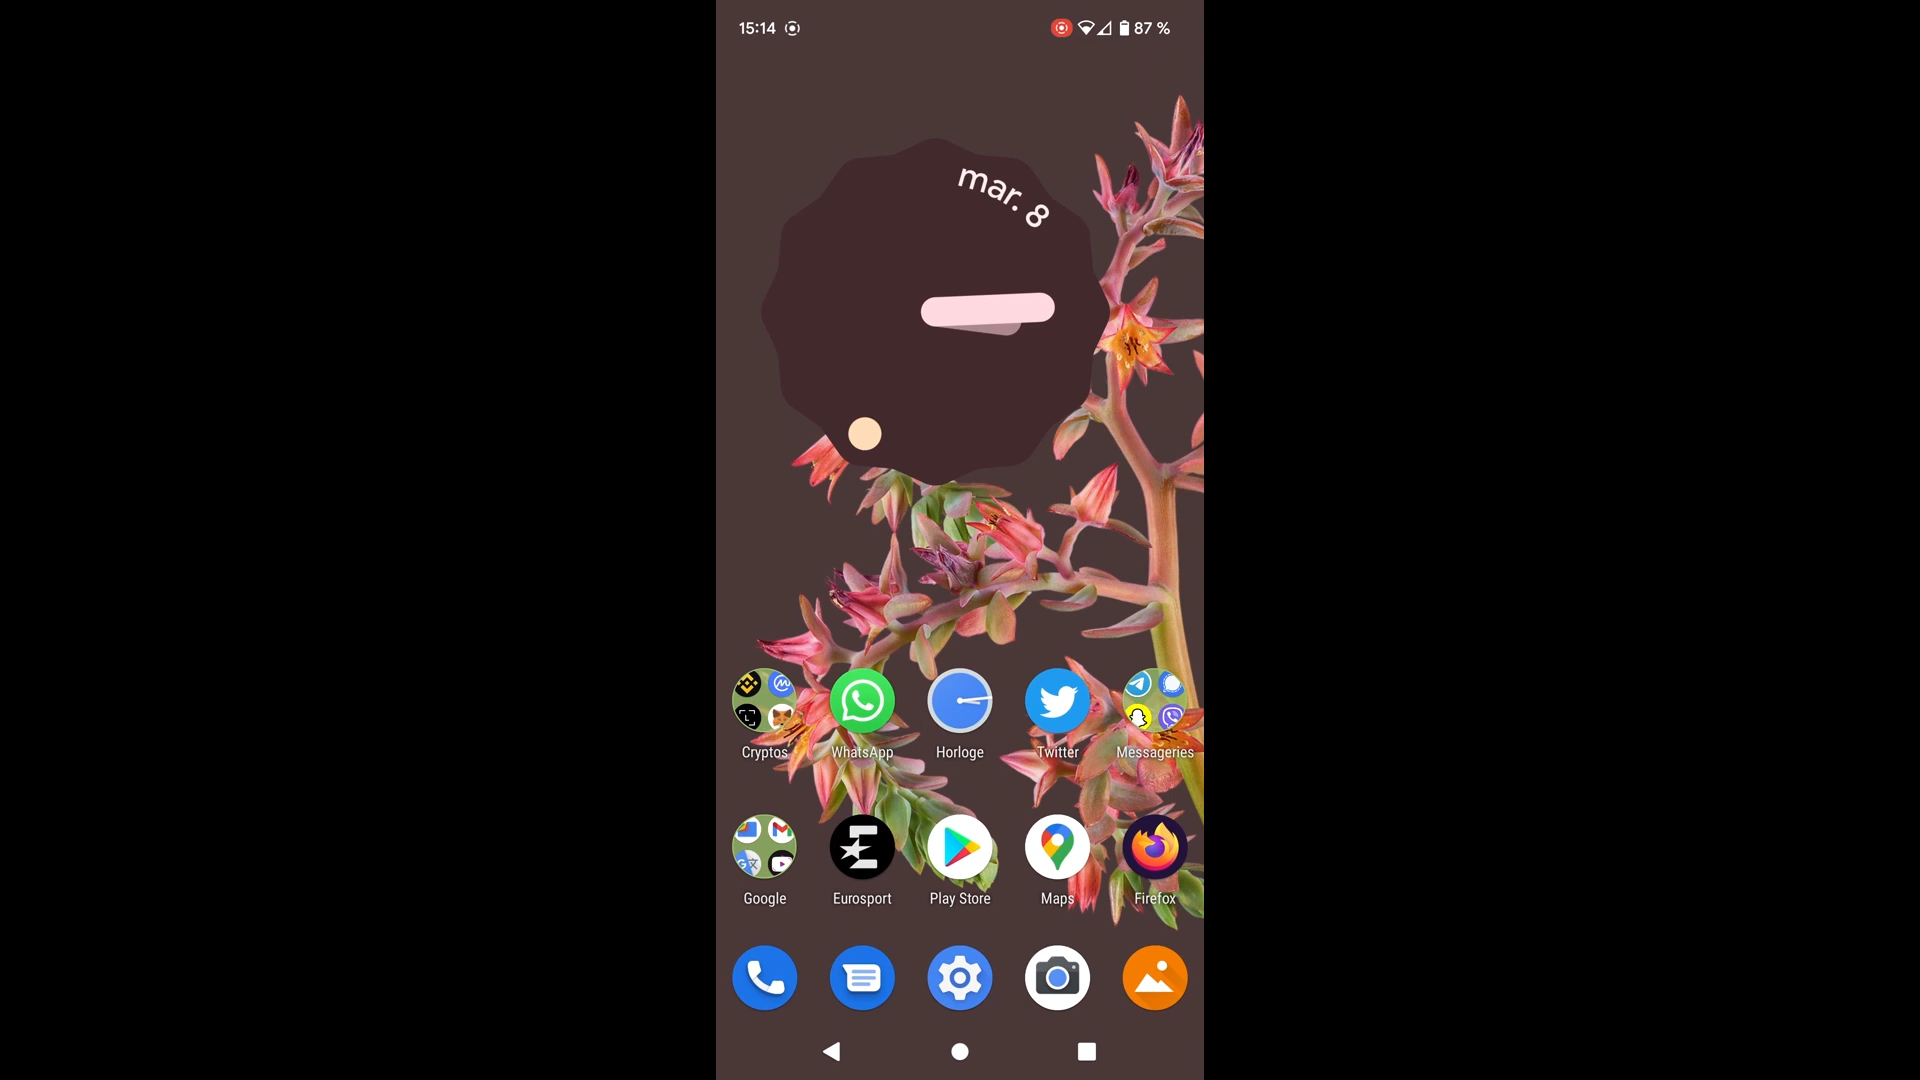 15:14 87 %
mar. 8
Cryptos WhatsApp Horloge Twitter Messageries
Google Eurosport Play Store Maps Firefox